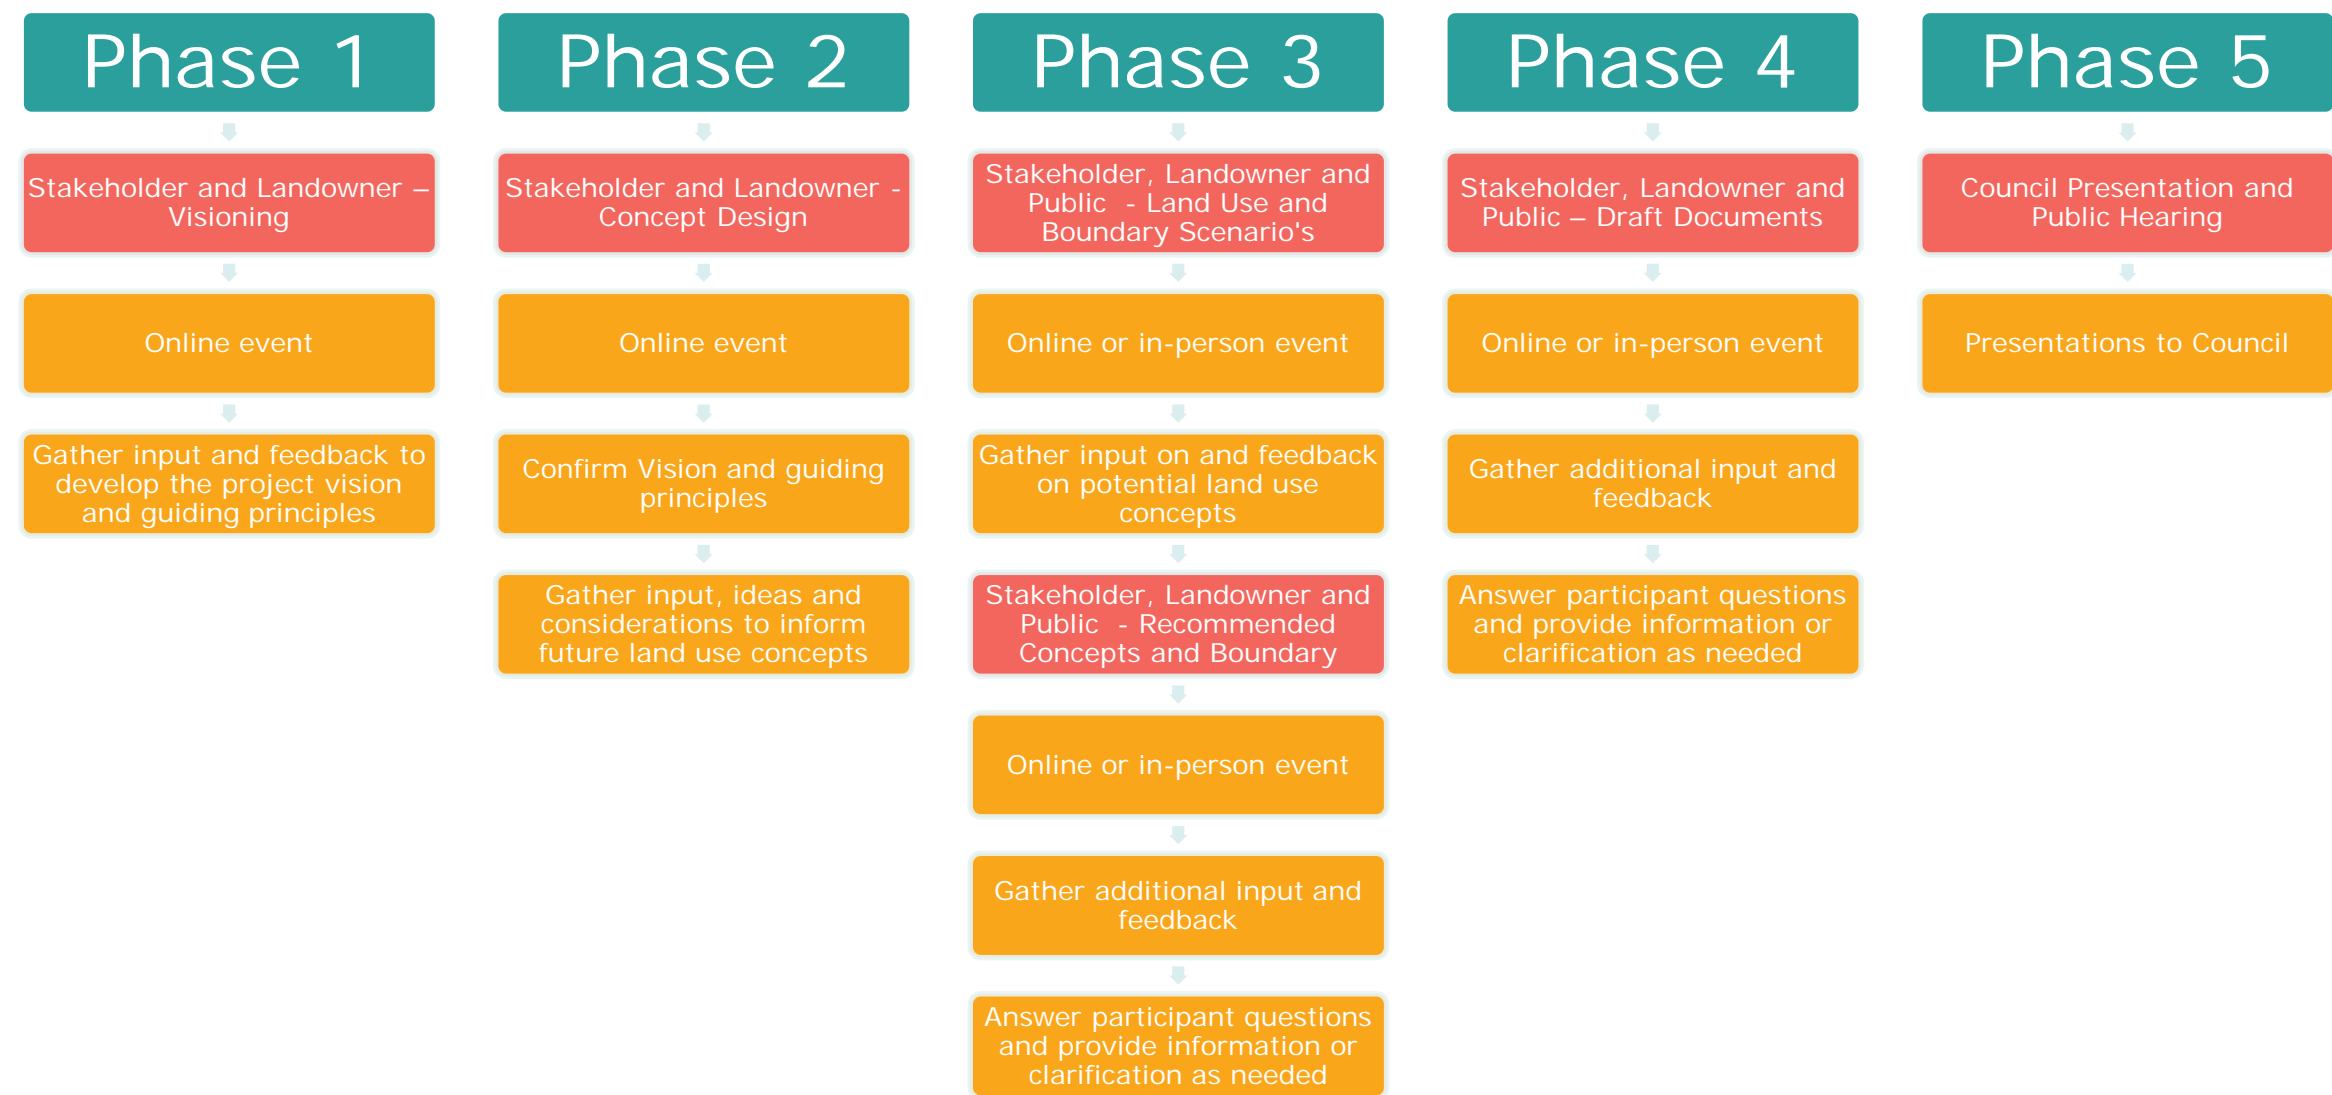 Phase 1
Stakeholder and Landowner –
Visioning
Online event
Gather input and feedback to
develop the project vision
and guiding principles
Phase 2
Stakeholder and Landowner -
Concept Design
Online event
Confirm Vision and guiding
principles
Gather input, ideas and
considerations to inform
future land use concepts
Phase 3
Stakeholder, Landowner and
Public  - Land Use and
Boundary Scenario's
Online or in-person event
Gather input on and feedback
on potential land use
concepts
Stakeholder, Landowner and
Public  - Recommended
Concepts and Boundary
Online or in-person event
Gather additional input and
feedback
Answer participant questions
and provide information or
clarification as needed
Phase 4
Stakeholder, Landowner and
Public – Draft Documents
Online or in-person event
Gather additional input and
feedback
Answer participant questions
and provide information or
clarification as needed
Phase 5
Council Presentation and
Public Hearing
Presentations to Council